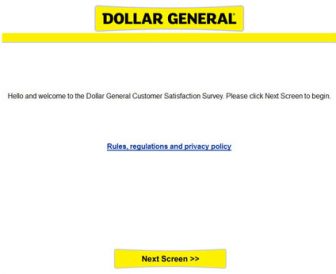 DOLLAR GENERAL
Hello and welcome to the Dollar General Customer Satisfaction Survey. Please click Next Screen to begin.
Rules, regulations and privacy policy
Next Screen >>